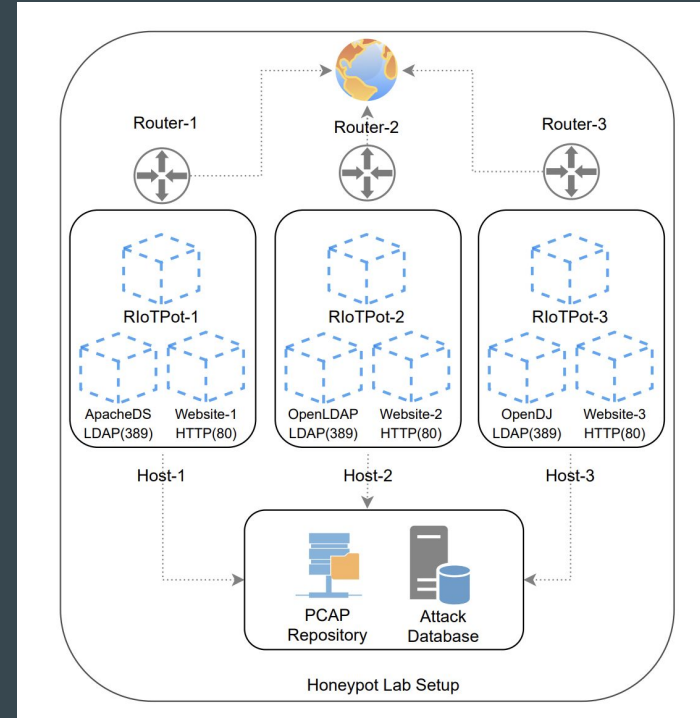 Router-1
Router-2
Router-3
RIoTPot-1
RIoTPot-2
RIoTPot-3
ApacheDS
LDAP(389)
Website-1
HTTP(80)
OpenLDAP
LDAP(389)
Website-2
HTTP(80)
OpenDJ
LDAP(389)
Website-3
HTTP(80)
Host-1
Host-2
Host-3
PCAP
Repository
Attack
Database
Honeypot Lab Setup